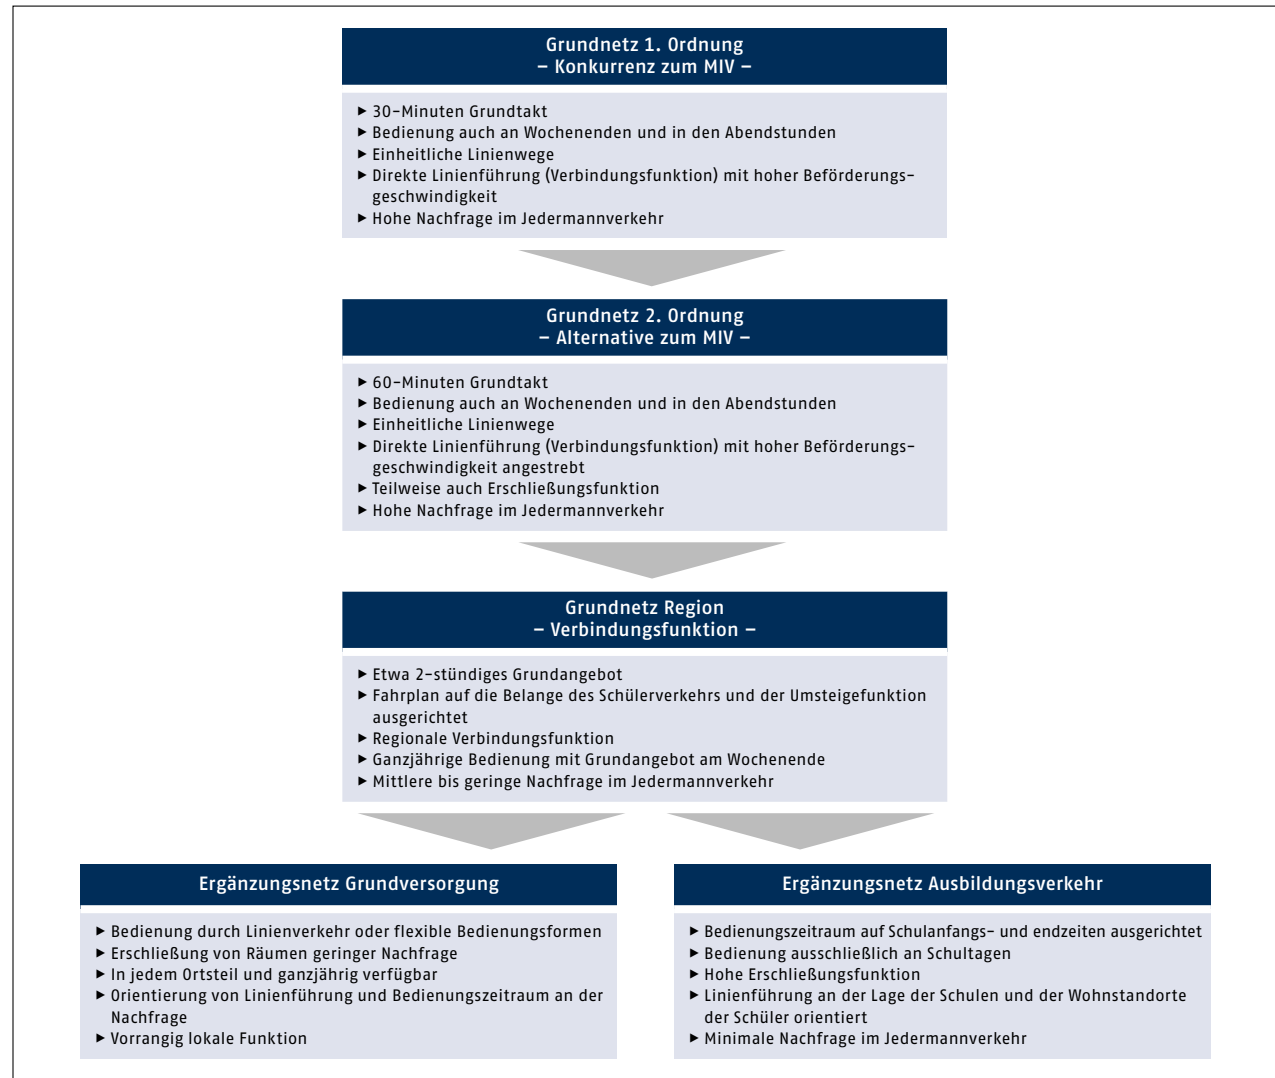 Grundnetz 1. Ordnung
– Konkurrenz zum MIV –
▸ 30-Minuten Grundtakt
▸ Bedienung auch an Wochenenden und in den Abendstunden
▸ Einheitliche Linienwege
▸ Direkte Linienführung (Verbindungsfunktion) mit hoher Beförderungs-
geschwindigkeit
▸ Hohe Nachfrage im Jedermannverkehr
Grundnetz 2. Ordnung
– Alternative zum MIV –
▸ 60-Minuten Grundtakt
▸ Bedienung auch an Wochenenden und in den Abendstunden
▸ Einheitliche Linienwege
▸ Direkte Linienführung (Verbindungsfunktion) mit hoher Beförderungs-
geschwindigkeit angestrebt
▸ Teilweise auch Erschließungsfunktion
▸ Hohe Nachfrage im Jedermannverkehr
Grundnetz Region
– Verbindungsfunktion –
▸ Etwa 2-stündiges Grundangebot
▸ Fahrplan auf die Belange des Schülerverkehrs und der Umsteigefunktion
ausgerichtet
▸ Regionale Verbindungsfunktion
▸ Ganzjährige Bedienung mit Grundangebot am Wochenende
▸ Mittlere bis geringe Nachfrage im Jedermannverkehr
Ergänzungsnetz Grundversorgung
▸ Bedienung durch Linienverkehr oder flexible Bedienungsformen
▸ Erschließung von Räumen geringer Nachfrage
▸ In jedem Ortsteil und ganzjährig verfügbar
▸ Orientierung von Linienführung und Bedienungszeitraum an der
Nachfrage
▸ Vorrangig lokale Funktion
Ergänzungsnetz Ausbildungsverkehr
▸ Bedienungszeitraum auf Schulanfangs- und endzeiten ausgerichtet
▸ Bedienung ausschließlich an Schultagen
▸ Hohe Erschließungsfunktion
▸ Linienführung an der Lage der Schulen und der Wohnstandorte
der Schüler orientiert
▸ Minimale Nachfrage im Jedermannverkehr